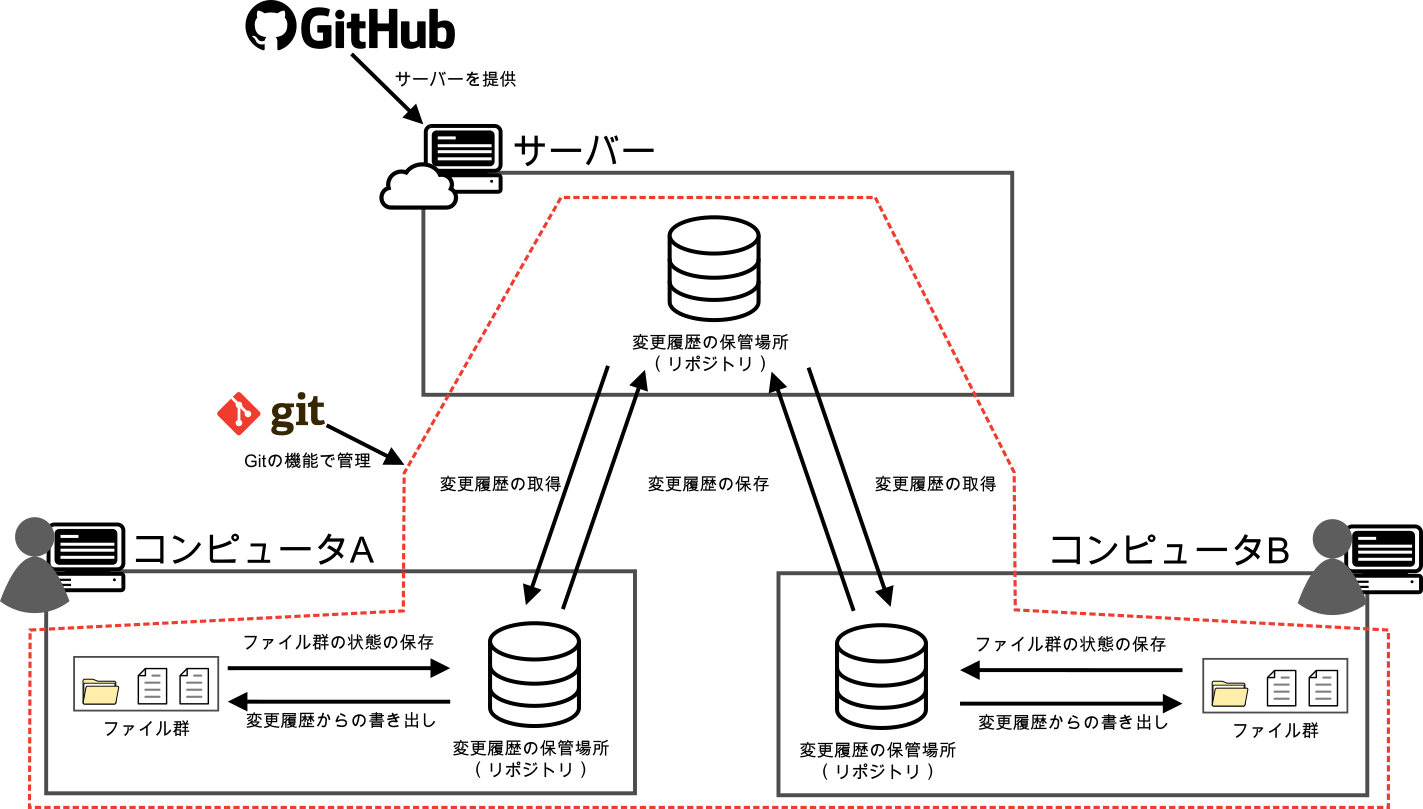 GitHub
サーバーを提供
サーバー
変更履歴の保管場所
(リポジトリ)
git
Gitの機能で管理
変更履歴の取得
変更履歴の保存
変更履歴の取得
コンピュータA
コンピュータB
ファイル群の状態の保存
変更履歴からの書き出し
ファイル群
変更履歴の保管場所
(リポジトリ)
ファイル群の状態の保存
変更履歴からの書き出し
ファイル群
変更履歴の保管場所
(リポジトリ)